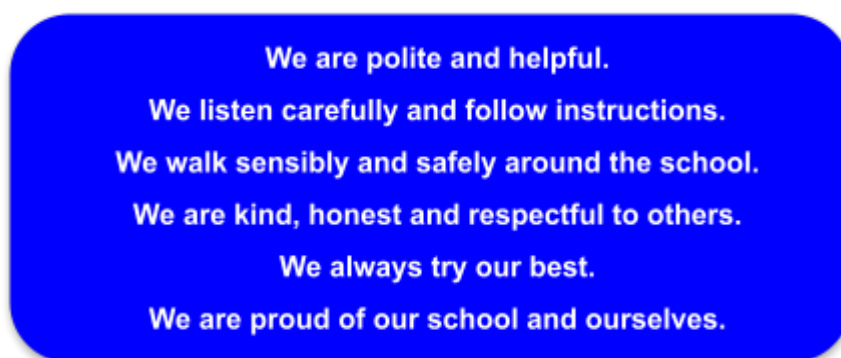 We are polite and helpful.
We listen carefully and follow instructions.
We walk sensibly and safely around the school.
We are kind, honest and respectful to others.
We always try our best.
We are proud of our school and ourselves.